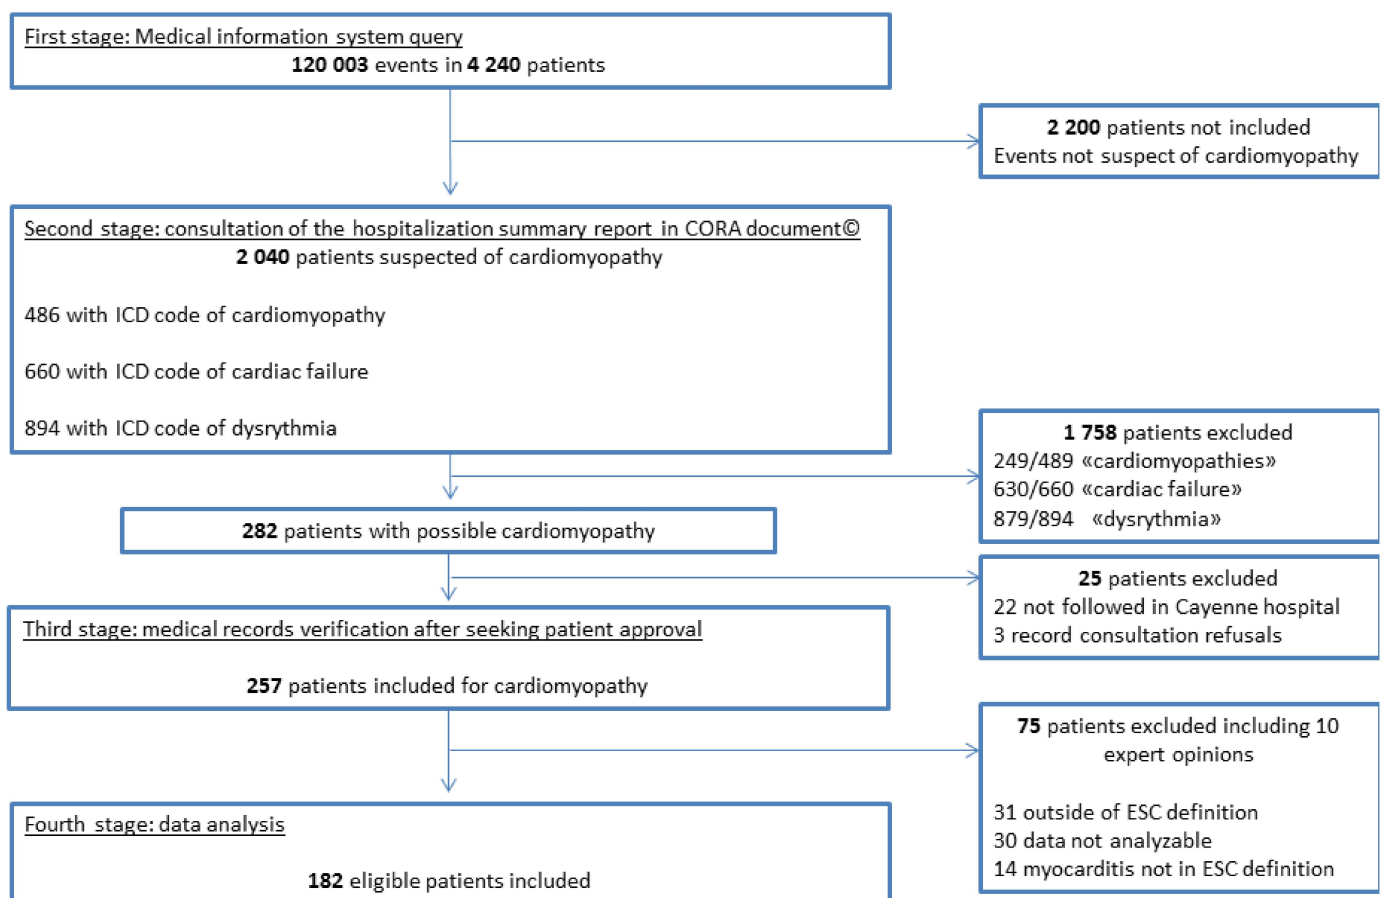 First stage: Medical information system query
120 003 events in 4 240 patients
2 200 patients not included
Events not suspect of cardiomyopathy
Second stage: consultation of the hospitalization summary report in CORA document©
2 040 patients suspected of cardiomyopathy
486 with ICD code of cardiomyopathy
660 with ICD code of cardiac failure
894 with ICD code of dysrythmia
1 758 patients excluded
249/489 «cardiomyopathies»
630/660 «cardiac failure»
879/894 «dysrythmia»
282 patients with possible cardiomyopathy
25 patients excluded
22 not followed in Cayenne hospital
3 record consultation refusals
Third stage: medical records verification after seeking patient approval
257 patients included for cardiomyopathy
75 patients excluded including 10
expert opinions
31 outside of ESC definition
30 data not analyzable
14 myocarditis not in ESC definition
Fourth stage: data analysis
182 eligible patients included